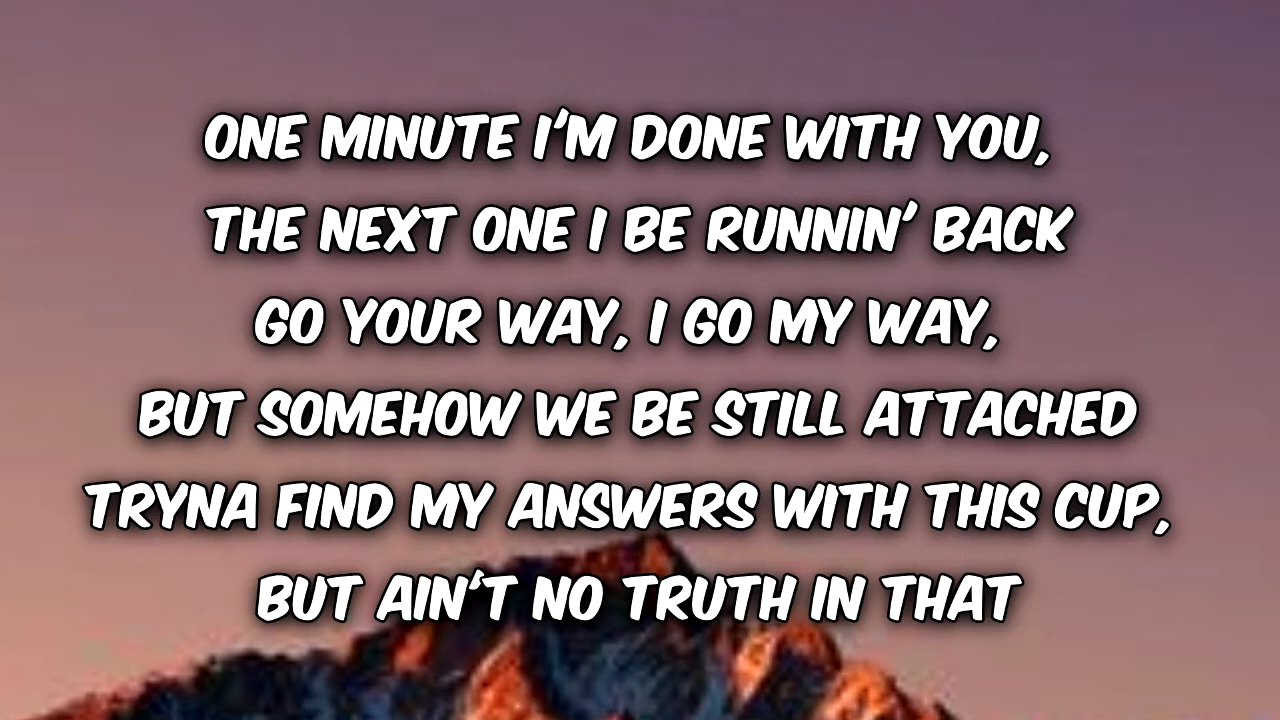 ONE MINUTE I'M DONE WITH YOU,
THE NEXT ONE I BE RUNNIN' BACK
GO YOUR WAY, I GO MY WAY,
BUT SOMEHOW WE BE STILL ATTACHED
TRYNA FIND MY ANSWERS WITH THIS CUP,
BUT AIN'T NO TRUTH IN THAT